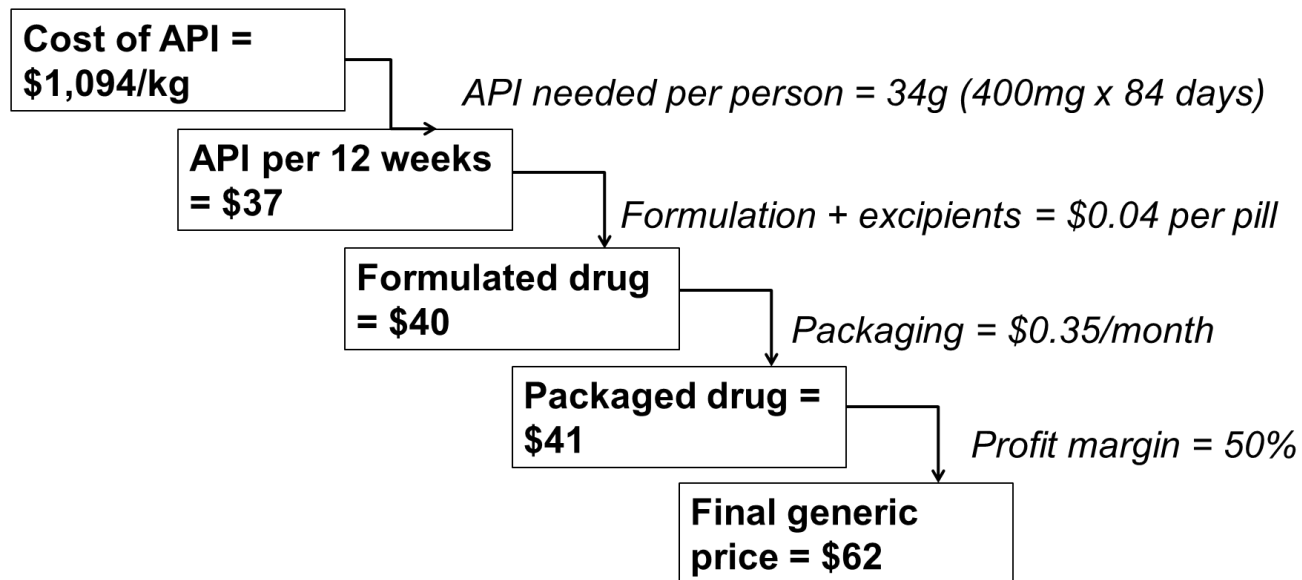 Cost of API =
$1,094/kg
API needed per person = 34g (400mg x 84 days)
API per 12 weeks
= $37
Formulation + excipients = $0.04 per pill
Formulated drug
= $40
Packaging = $0.35/month
Packaged drug =
$41
Profit margin = 50%
Final generic
price = $62